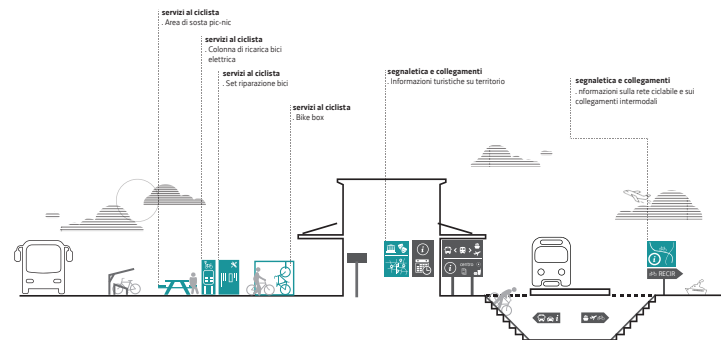 servizi al ciclista
. Area di sosta pic-nic
servizi al ciclista
. Colonna di ricarica bici
elettrica
servizi al ciclista
. Set riparazione bici
servizi al ciclista
. Bike box
segnaletica e collegamenti
. Informazioni turistiche su territorio
segnaletica e collegamenti
. nformazioni sulla rete ciclabile e sui
collegamenti intermodali
centro
RECIR